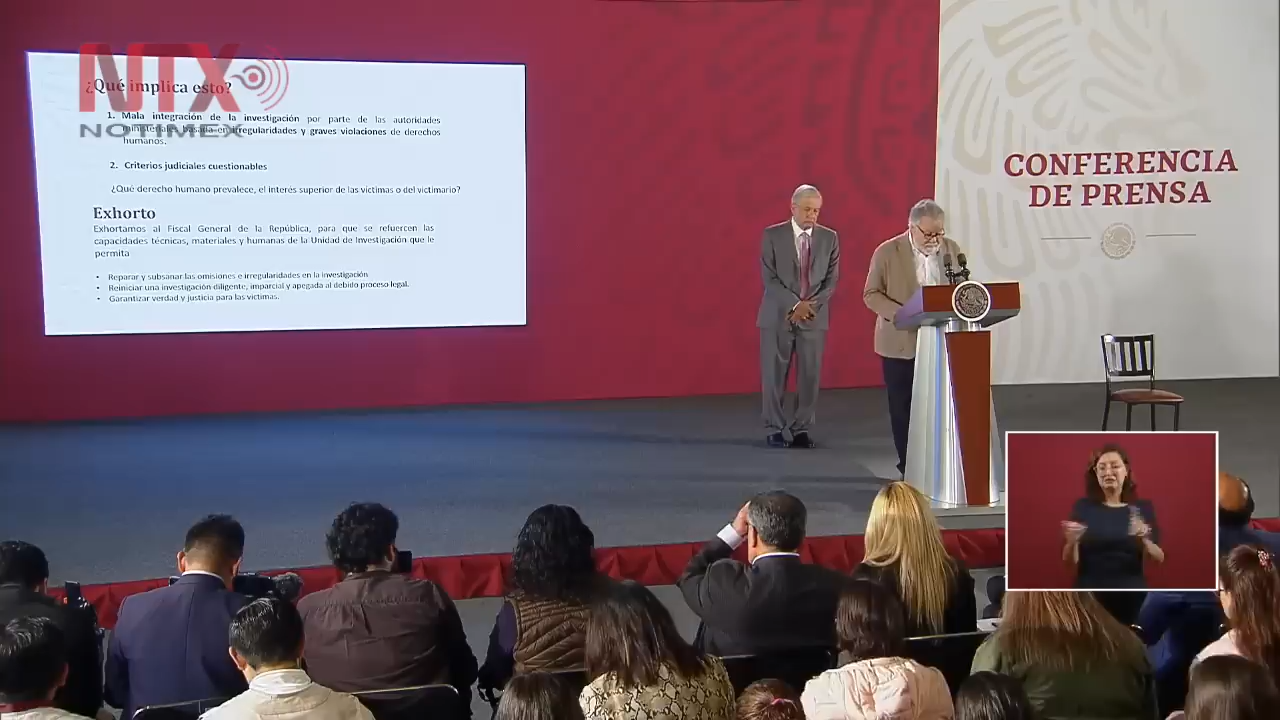 NTX
NOTIMEX
¿Qué implica esto?
1. Mala integración de la investigación por parte de las autoridades
ministeriales basada en irregularidades y graves violaciones de derechos
humanos.
2. Criterios judiciales cuestionables
¿Qué derecho humano prevalece, el interés superior de las víctimas o del victimario?
Exhorto
Exhortamos al Fiscal General de la República, para que se refuercen las
capacidades técnicas, materiales y humanas de la Unidad de Investigación que le
permita
• Reparar y subsanar las omisiones e irregularidades en la investigación
• Reiniciar una investigación diligente, imparcial y apegada al debido proceso legal.
• Garantizar verdad y justicia para las víctimas.
CONFERENCIA
DE PRENSA